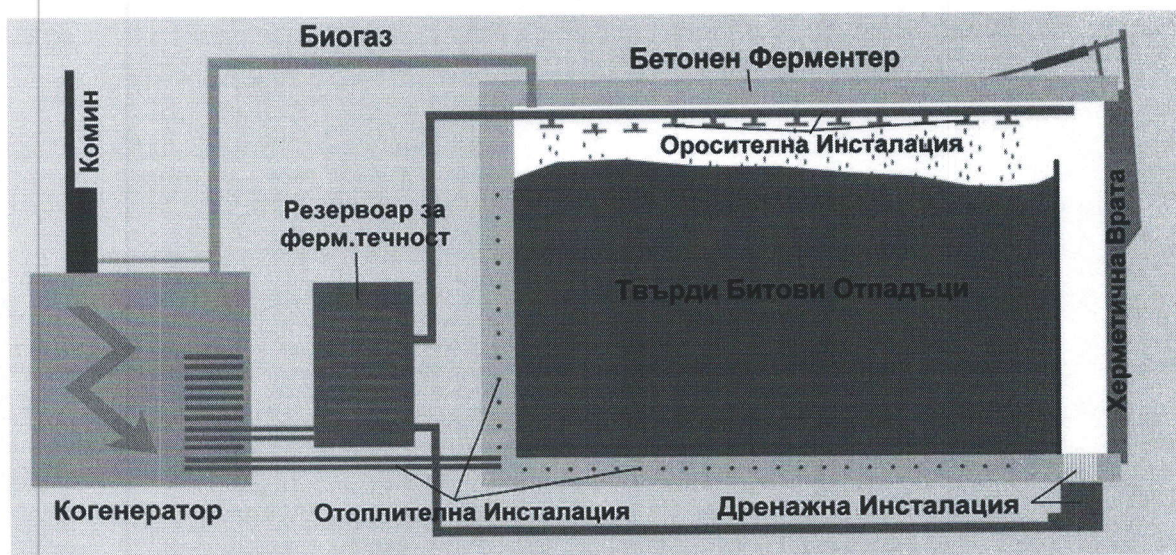 Биогаз
Бетонен Ферментер
Комин
Оросителна Инсталация
Резервоар за
ферм.течност
Твърди Битови Отпадъци
Херметична Врата
Когенератор
Отоплителна Инсталация
Дренажна Инсталация